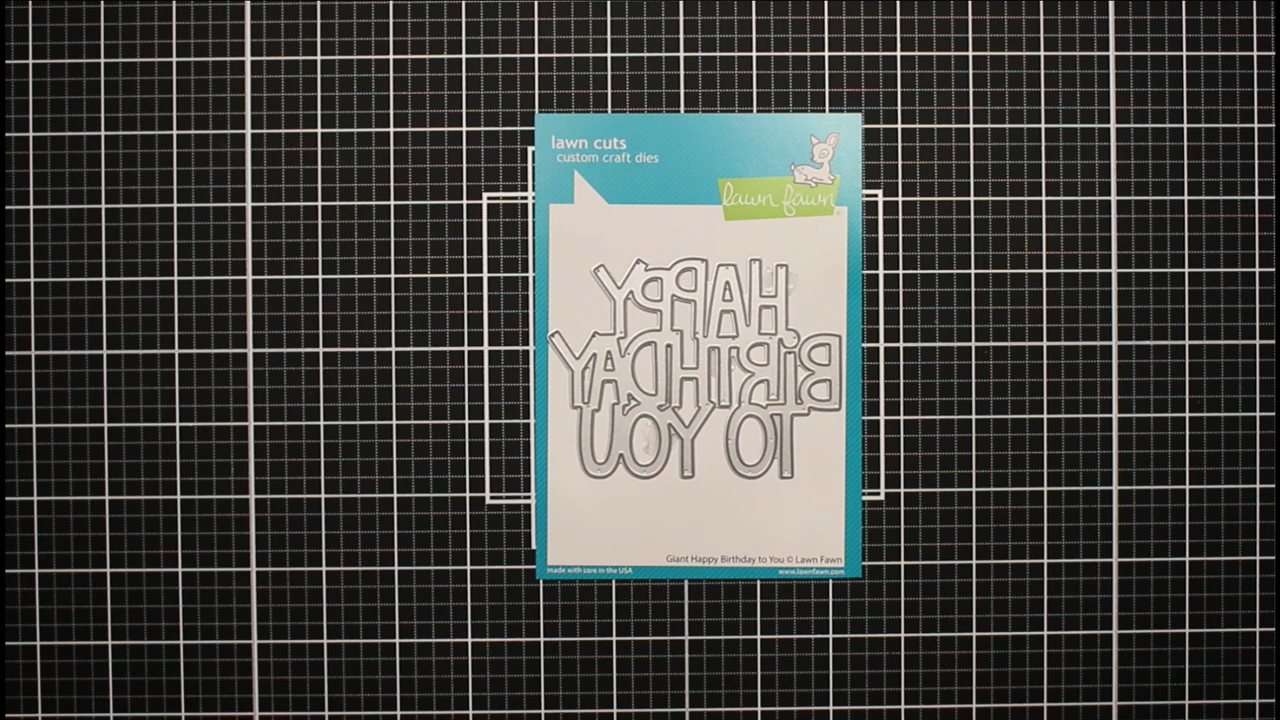 lawn cuts
custom craft dies
lawn fawn
HAPPY
BiRTHDAY
TO YOU
Giant Happy Birthday to You © Lawn Fawn
made with care in the USA
www.lawnfawn.com